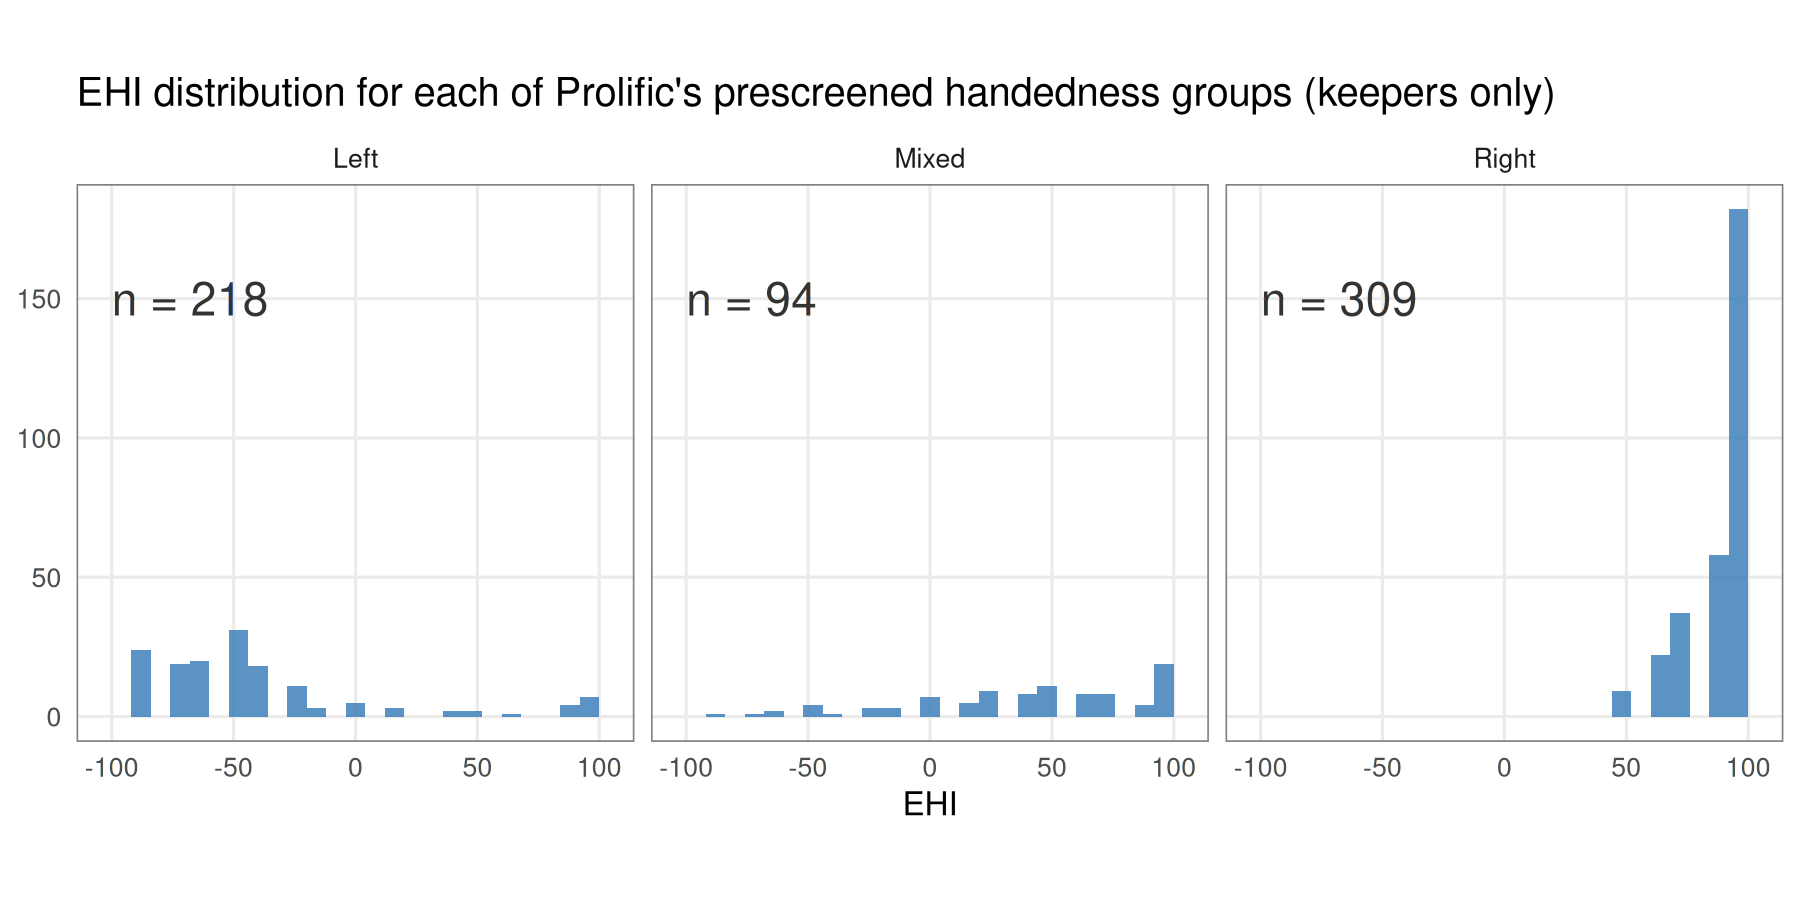 EHI distribution for each of Prolific's prescreened handedness groups (keepers only)
Left
Mixed
Right
n = 218
n = 94
n = 309
150
100
50
0
-100 -50 0 50 100
-100 -50 0 50 100
-100 -50 0 50 100
EHI